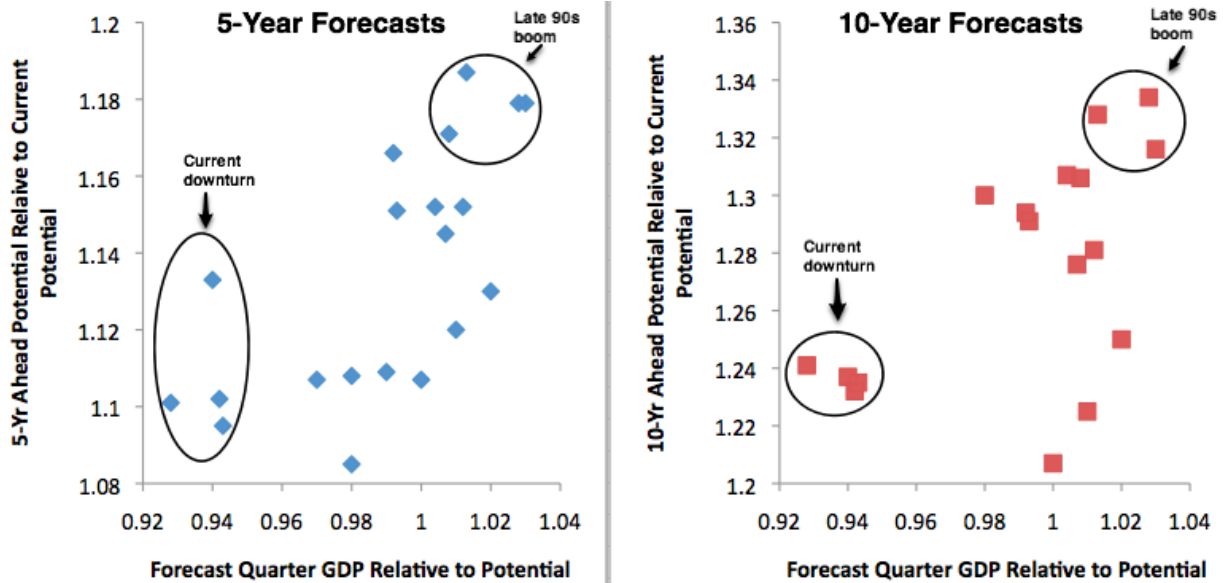 5-Year Forecasts
Late 90s
boom
Current
downturn
1.2
1.18
1.16
1.14
1.12
1.1
1.08
5-Yr Ahead Potential Relaive to Current
Potential
0.92 0.94 0.96 0.98 1 1.02 1.04
Forecast Quarter GDP Relative to Potential
10-Year Forecasts
Late 90s
boom
Current
downturn
1.36
1.34
1.32
1.3
1.28
1.26
1.24
1.22
1.2
10-Yr Ahead Potential Relaive to Current
Potential
0.92 0.94 0.96 0.98 1 1.02 1.04
Forecast Quarter GDP Relative to Potential